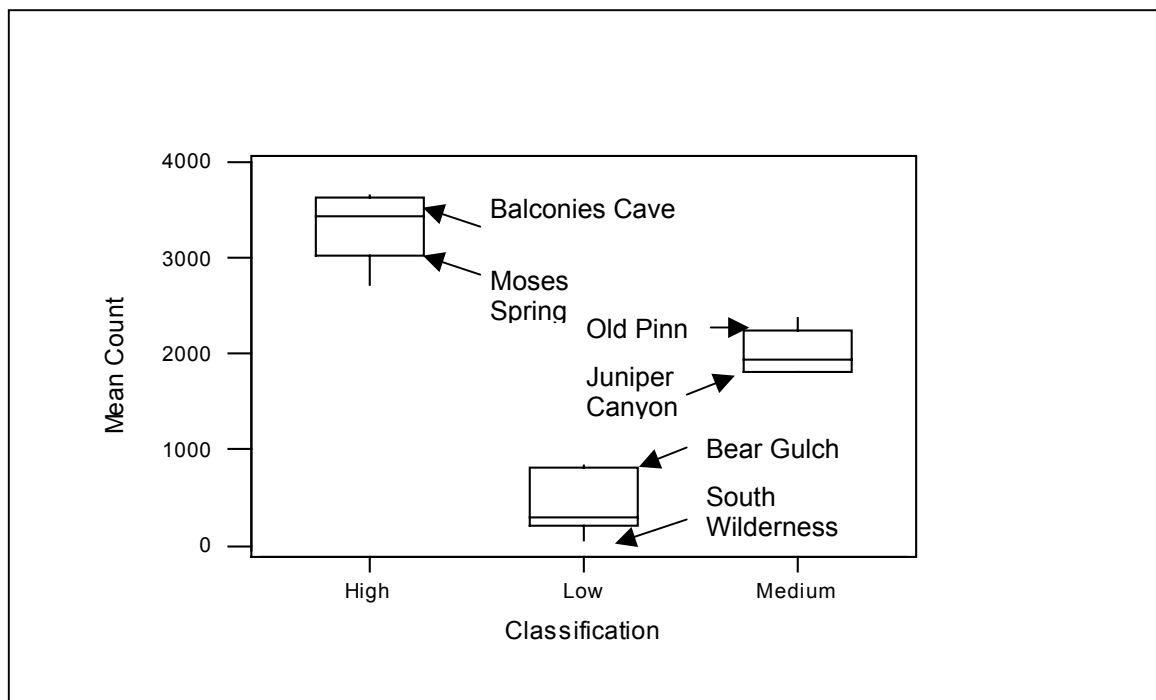 4000
3000
2000
1000
0
Mean Count
Balconies Cave
Moses
Spring
Old Pinn
Juniper
Canyon
Bear Gulch
South
Wilderness
High
Low
Medium
Classification